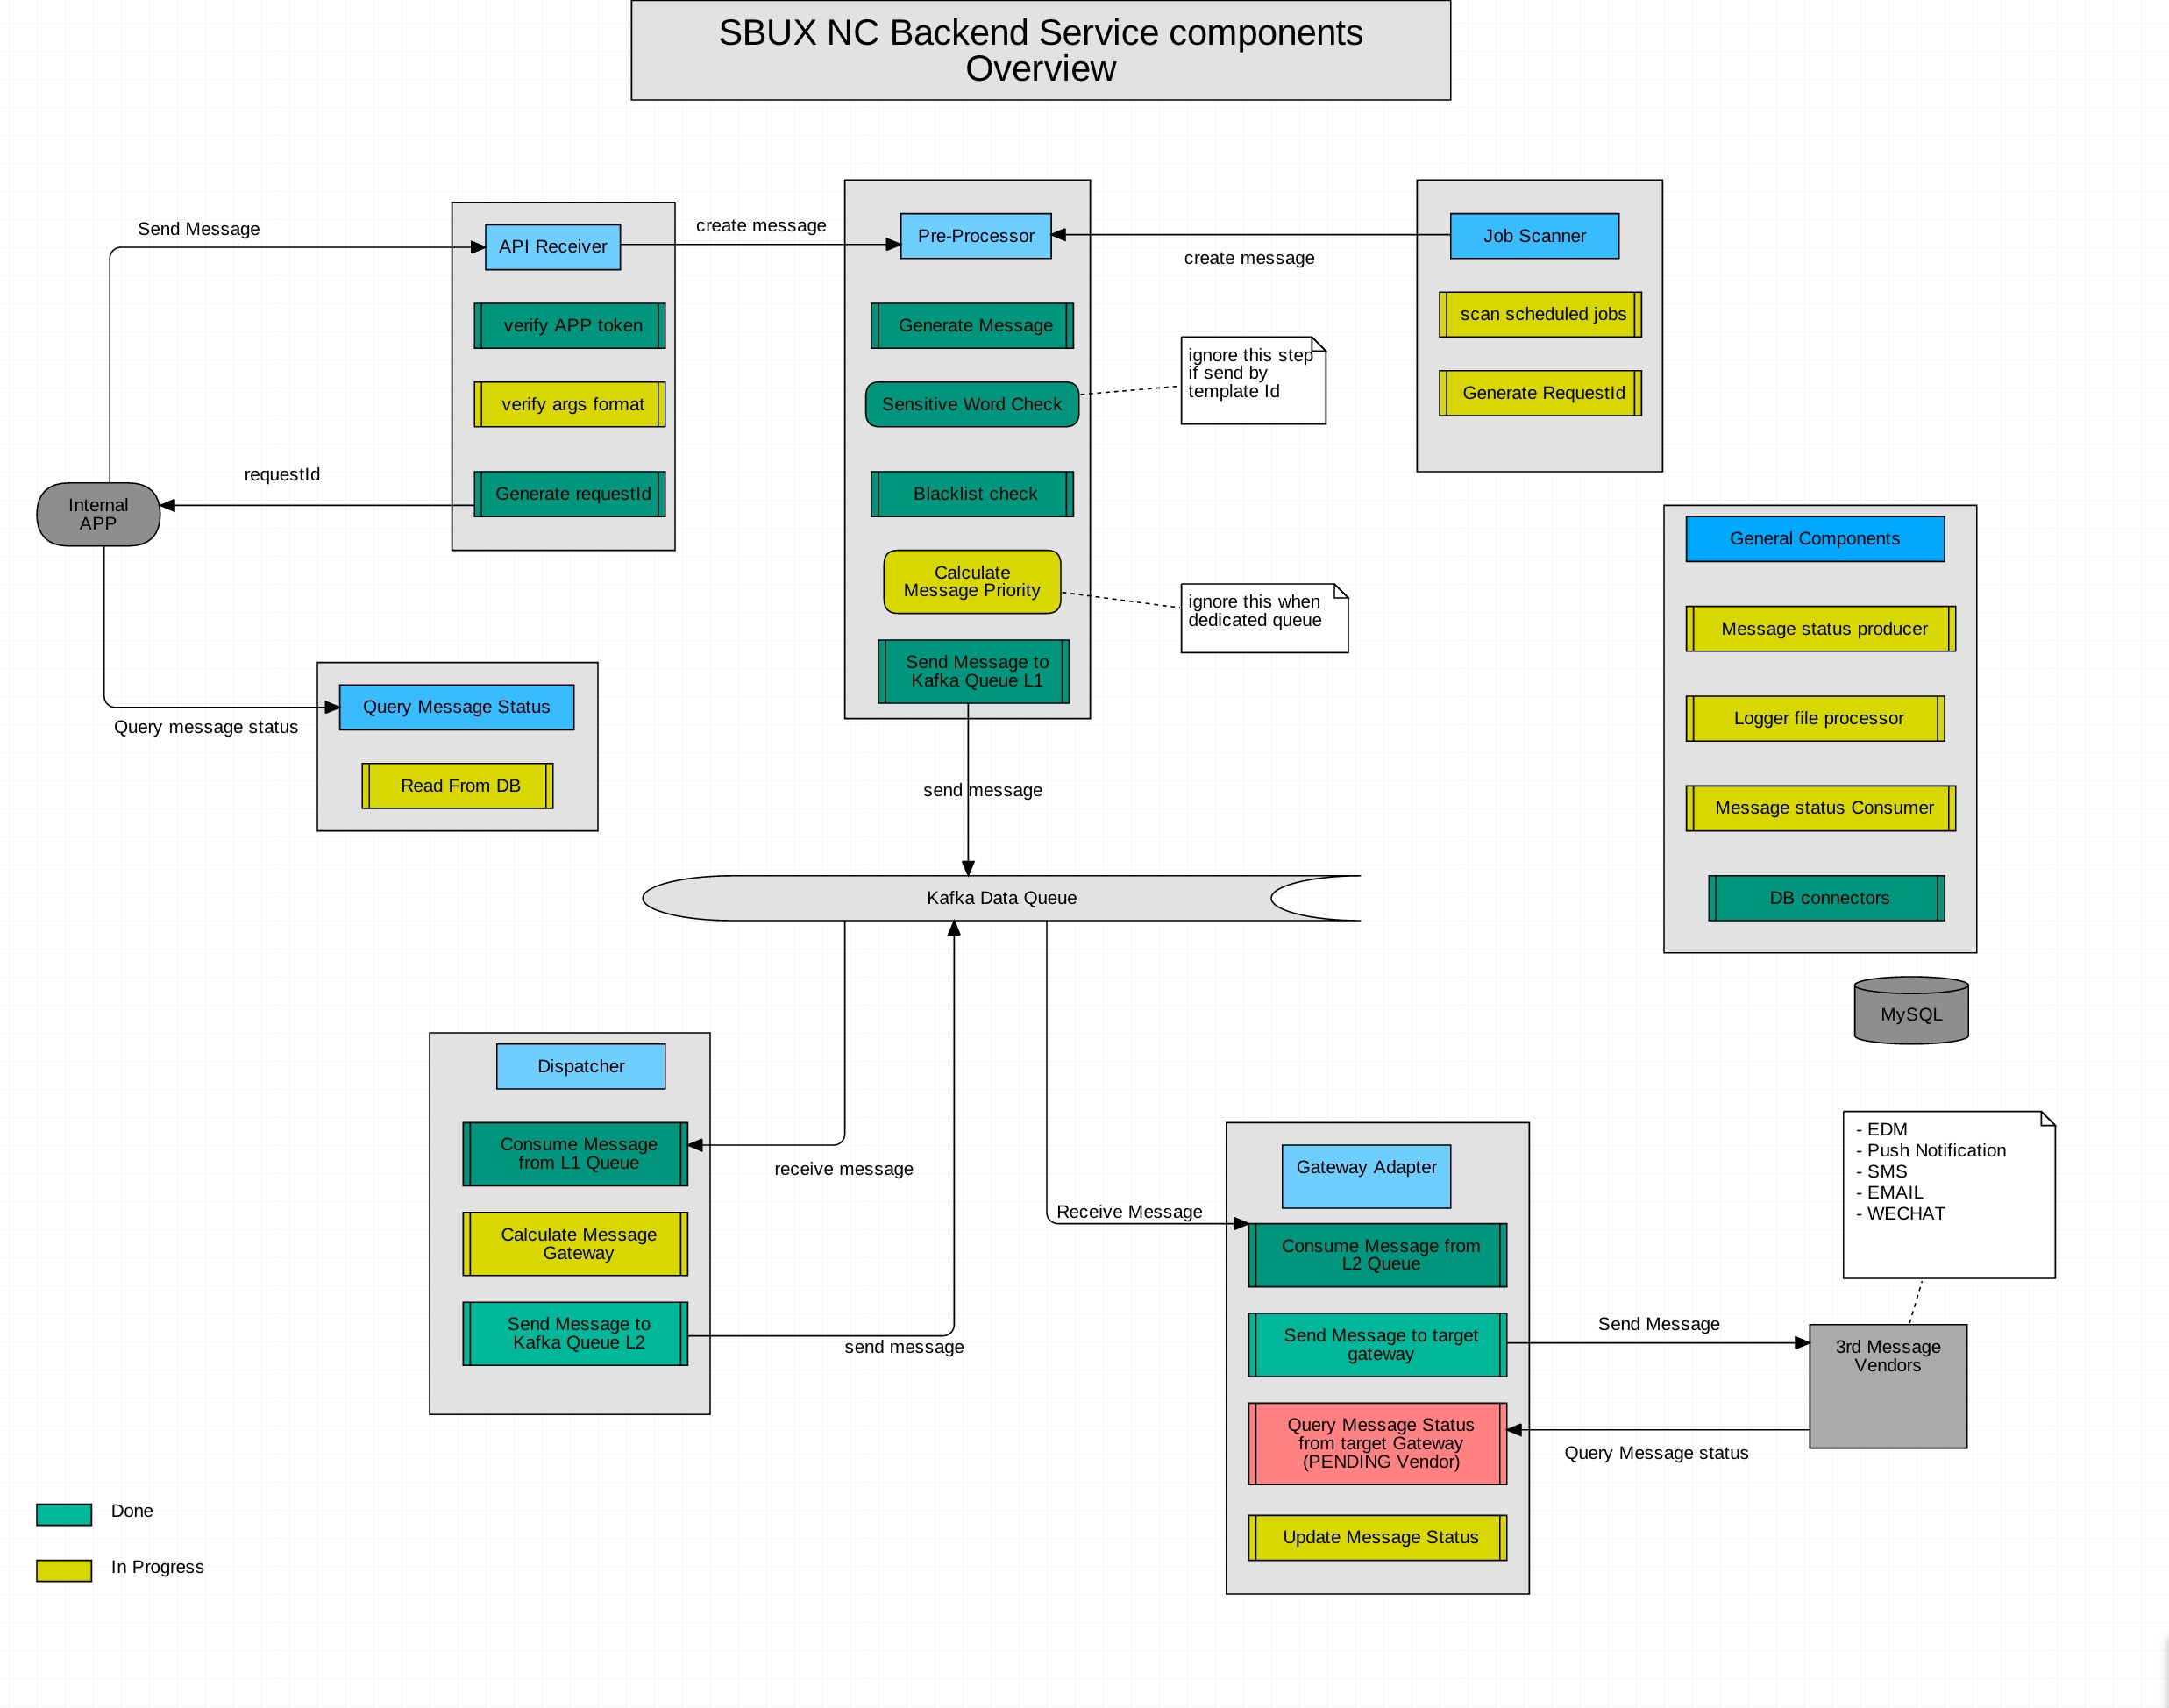 SBUX NC Backend Service components
Overview
Send Message
API Receiver
create message
Pre-Processor
create message
Job Scanner
verify APP token
verify args format
Generate requestId
requestId
Internal
APP
Generate Message
Sensitive Word Check
ignore this step
if send by
template Id
Blacklist check
Calculate
Message Priority
ignore this when
dedicated queue
Send Message to
Kafka Queue L1
scan scheduled jobs
Generate RequestId
General Components
Message status producer
Logger file processor
Message status Consumer
DB connectors
MySQL
Query message status
Query Message Status
Read From DB
send message
Kafka Data Queue
Dispatcher
Consume Message
from L1 Queue
receive message
Calculate Message
Gateway
Send Message to
Kafka Queue L2
send message
Receive Message
Gateway Adapter
Consume Message from
L2 Queue
Send Message to target
gateway
Send Message
Query Message Status
from target Gateway
(PENDING Vendor)
Query Message status
Update Message Status
- EDM
- Push Notification
- SMS
- EMAIL
- WECHAT
3rd Message
Vendors
Done
In Progress